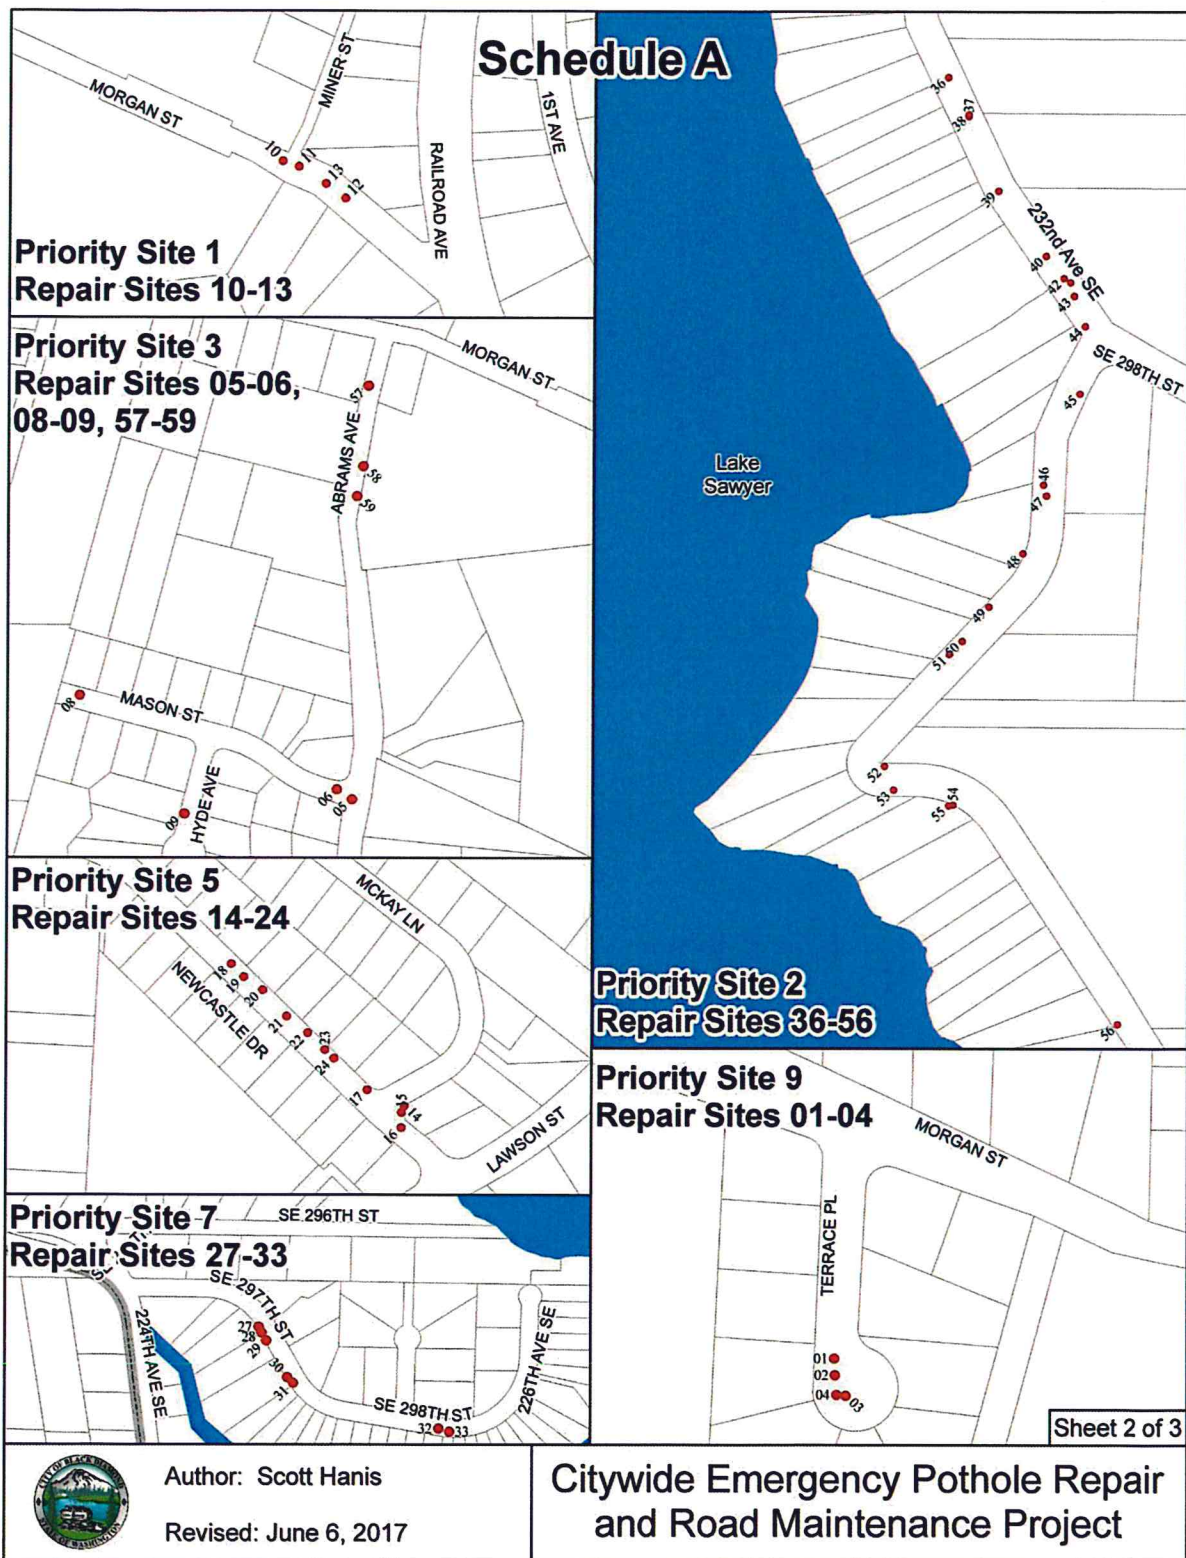 Schedule A
MORGAN ST
MINER ST
RAILROAD AVE
1ST AVE
10
11
13
12
Priority Site 1
Repair Sites 10-13
Priority Site 3
Repair Sites 05-06,
08-09, 57-59
MORGAN ST
57
ABRAMS AVE
58
59
08
MASON ST
HYDE AVE
06
05
09
Priority Site 5
Repair Sites 14-24
MCKAY LN
NEWCASTLE DR
18
19
20
21
22
23
24
17
14
16
LAWSON ST
Priority Site 7
Repair Sites 27-33
SE 296TH ST
SE 297TH ST
224TH AVE SE
27
28
29
30
31
SE 298TH ST
32
33
226TH AVE SE
36
37
38
39
232nd Ave SE
40
42
43
44
SE 298TH ST
45
46
47
48
49
50
51
Lake
Sawyer
52
53
54
55
56
Priority Site 2
Repair Sites 36-56
Priority Site 9
Repair Sites 01-04
MORGAN ST
TERRACE PL
01
02
04
03
Sheet 2 of 3
CITY OF BLACK DIAMOND
STATE OF WASHINGTON
Author: Scott Hanis
Revised: June 6, 2017
Citywide Emergency Pothole Repair
and Road Maintenance Project